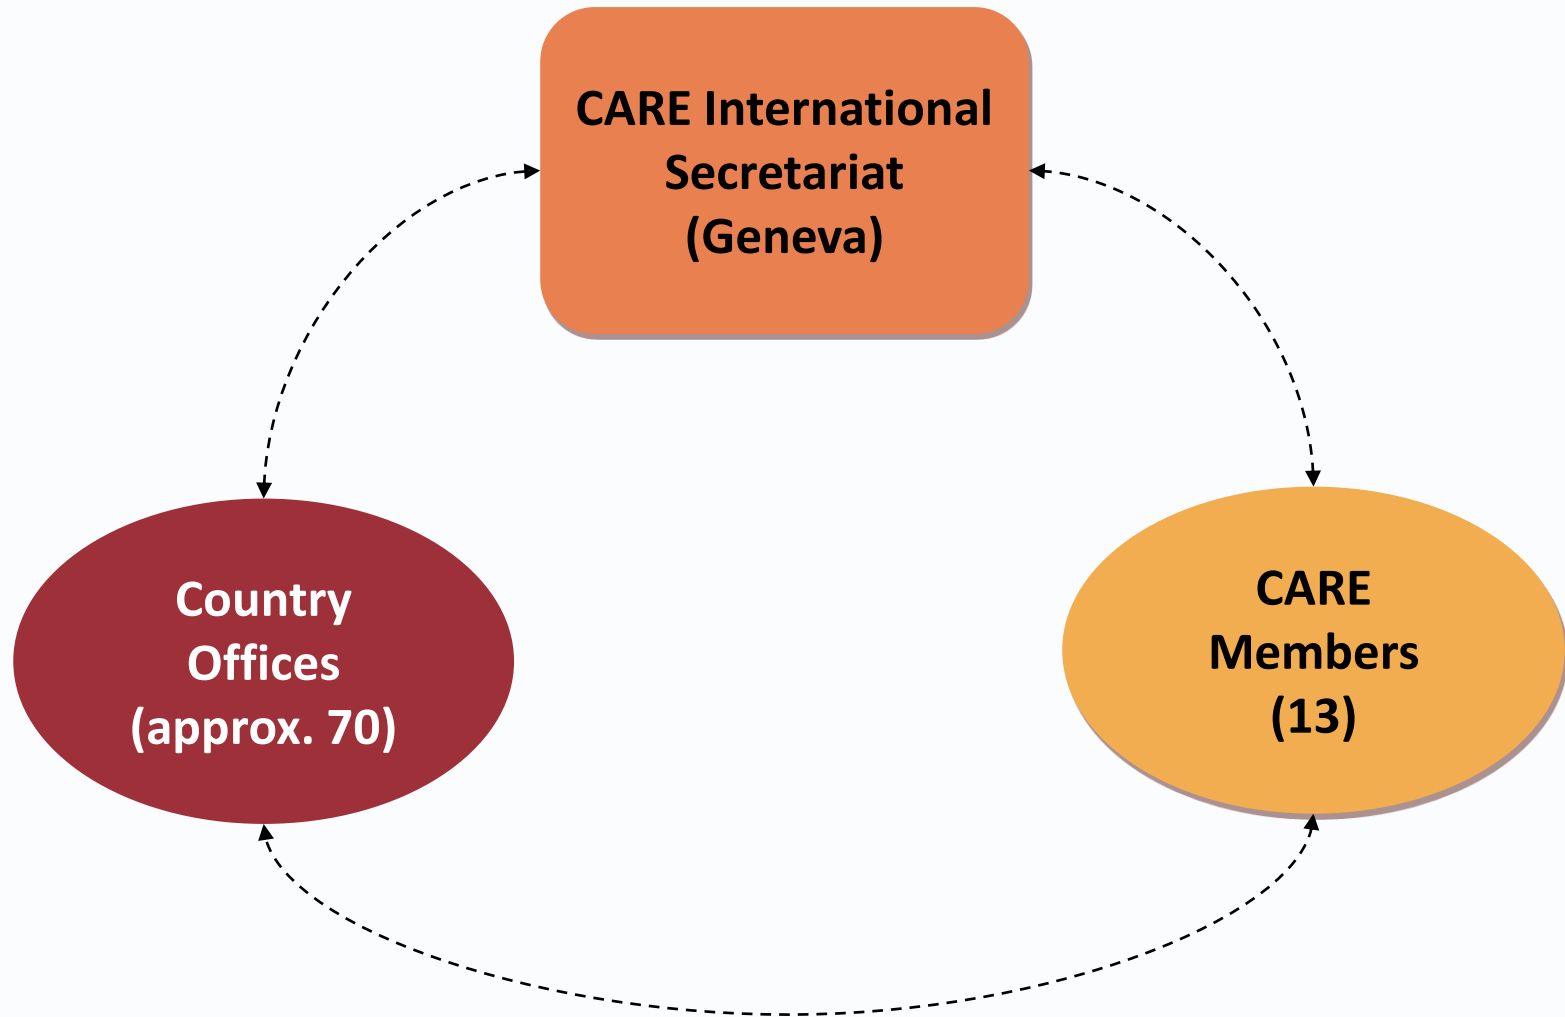 CARE International
Secretariat
(Geneva)
Country
Offices
(approx. 70)
CARE
Members
(13)